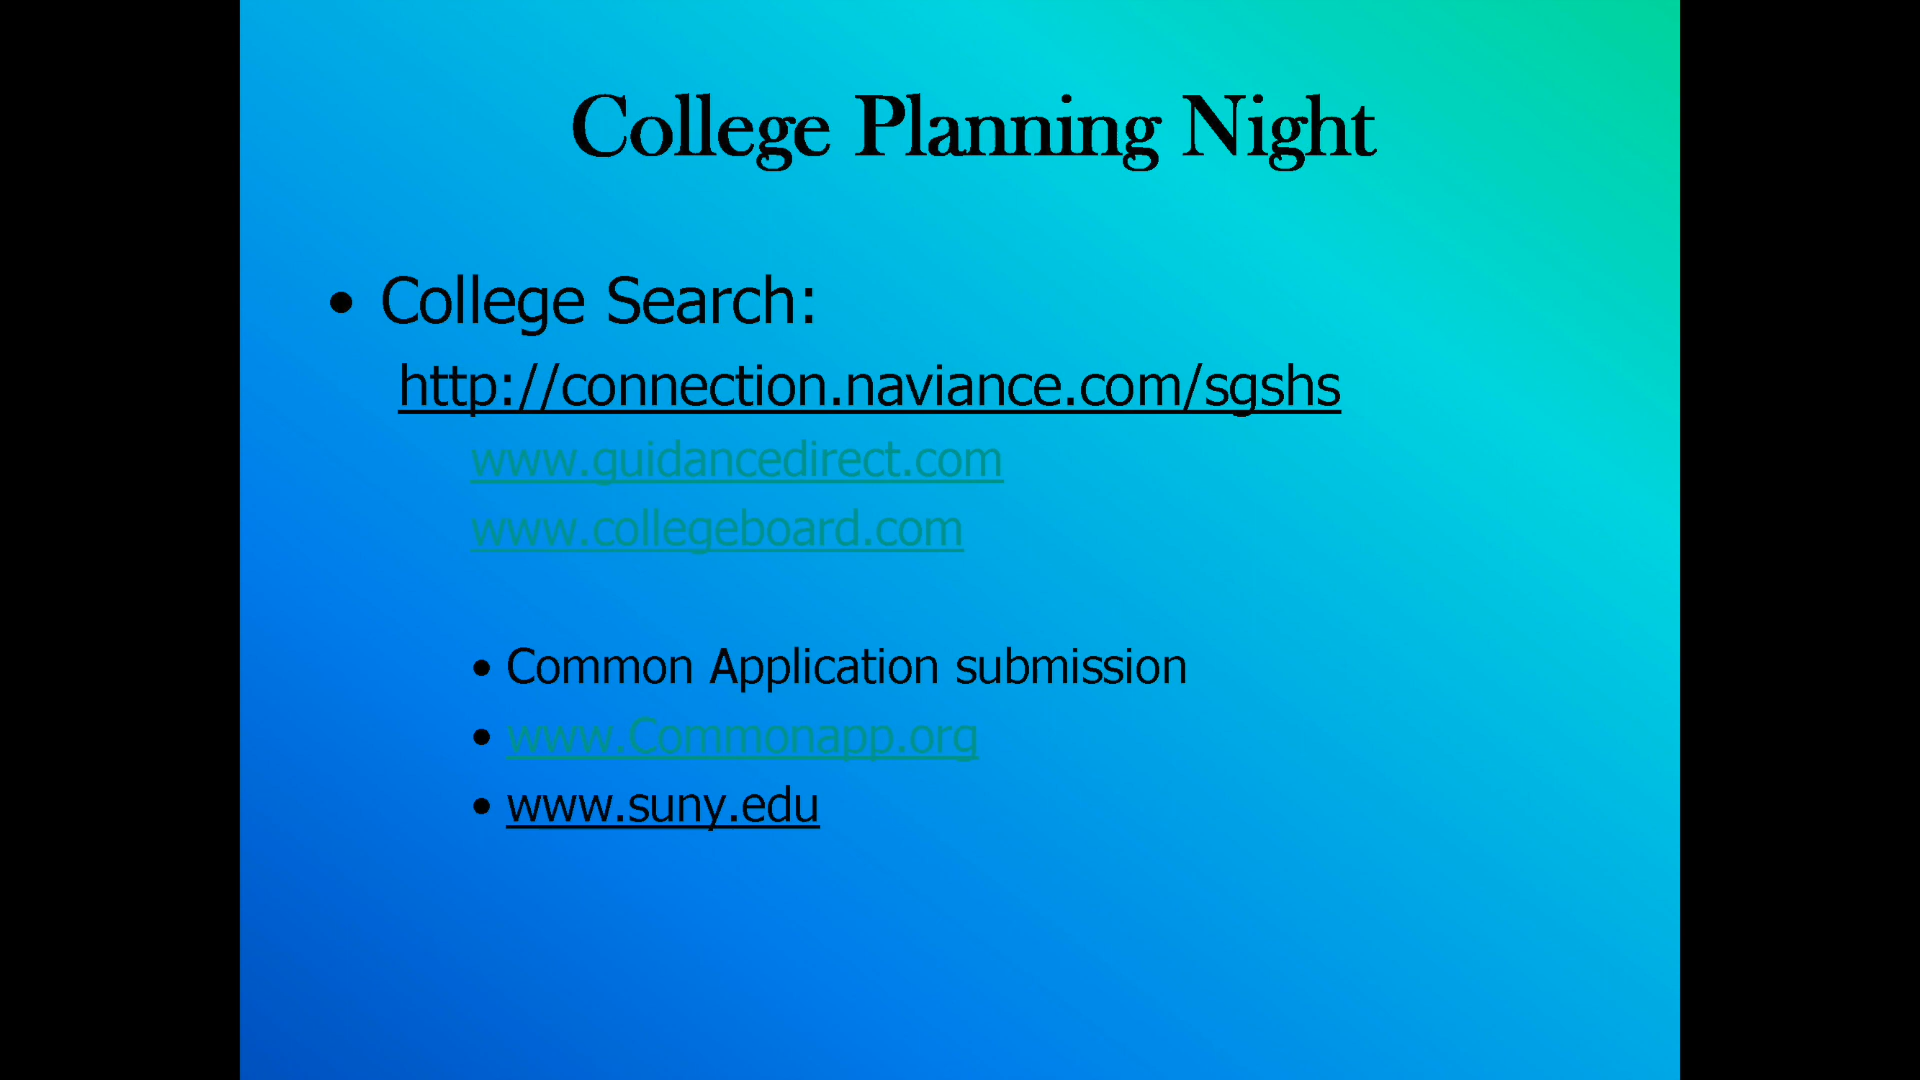 College Planning Night
• College Search:
http://connection.naviance.com/sgshs
www.guidancedirect.com
www.collegeboard.com
• Common Application submission
• www.Commonapp.org
• www.suny.edu